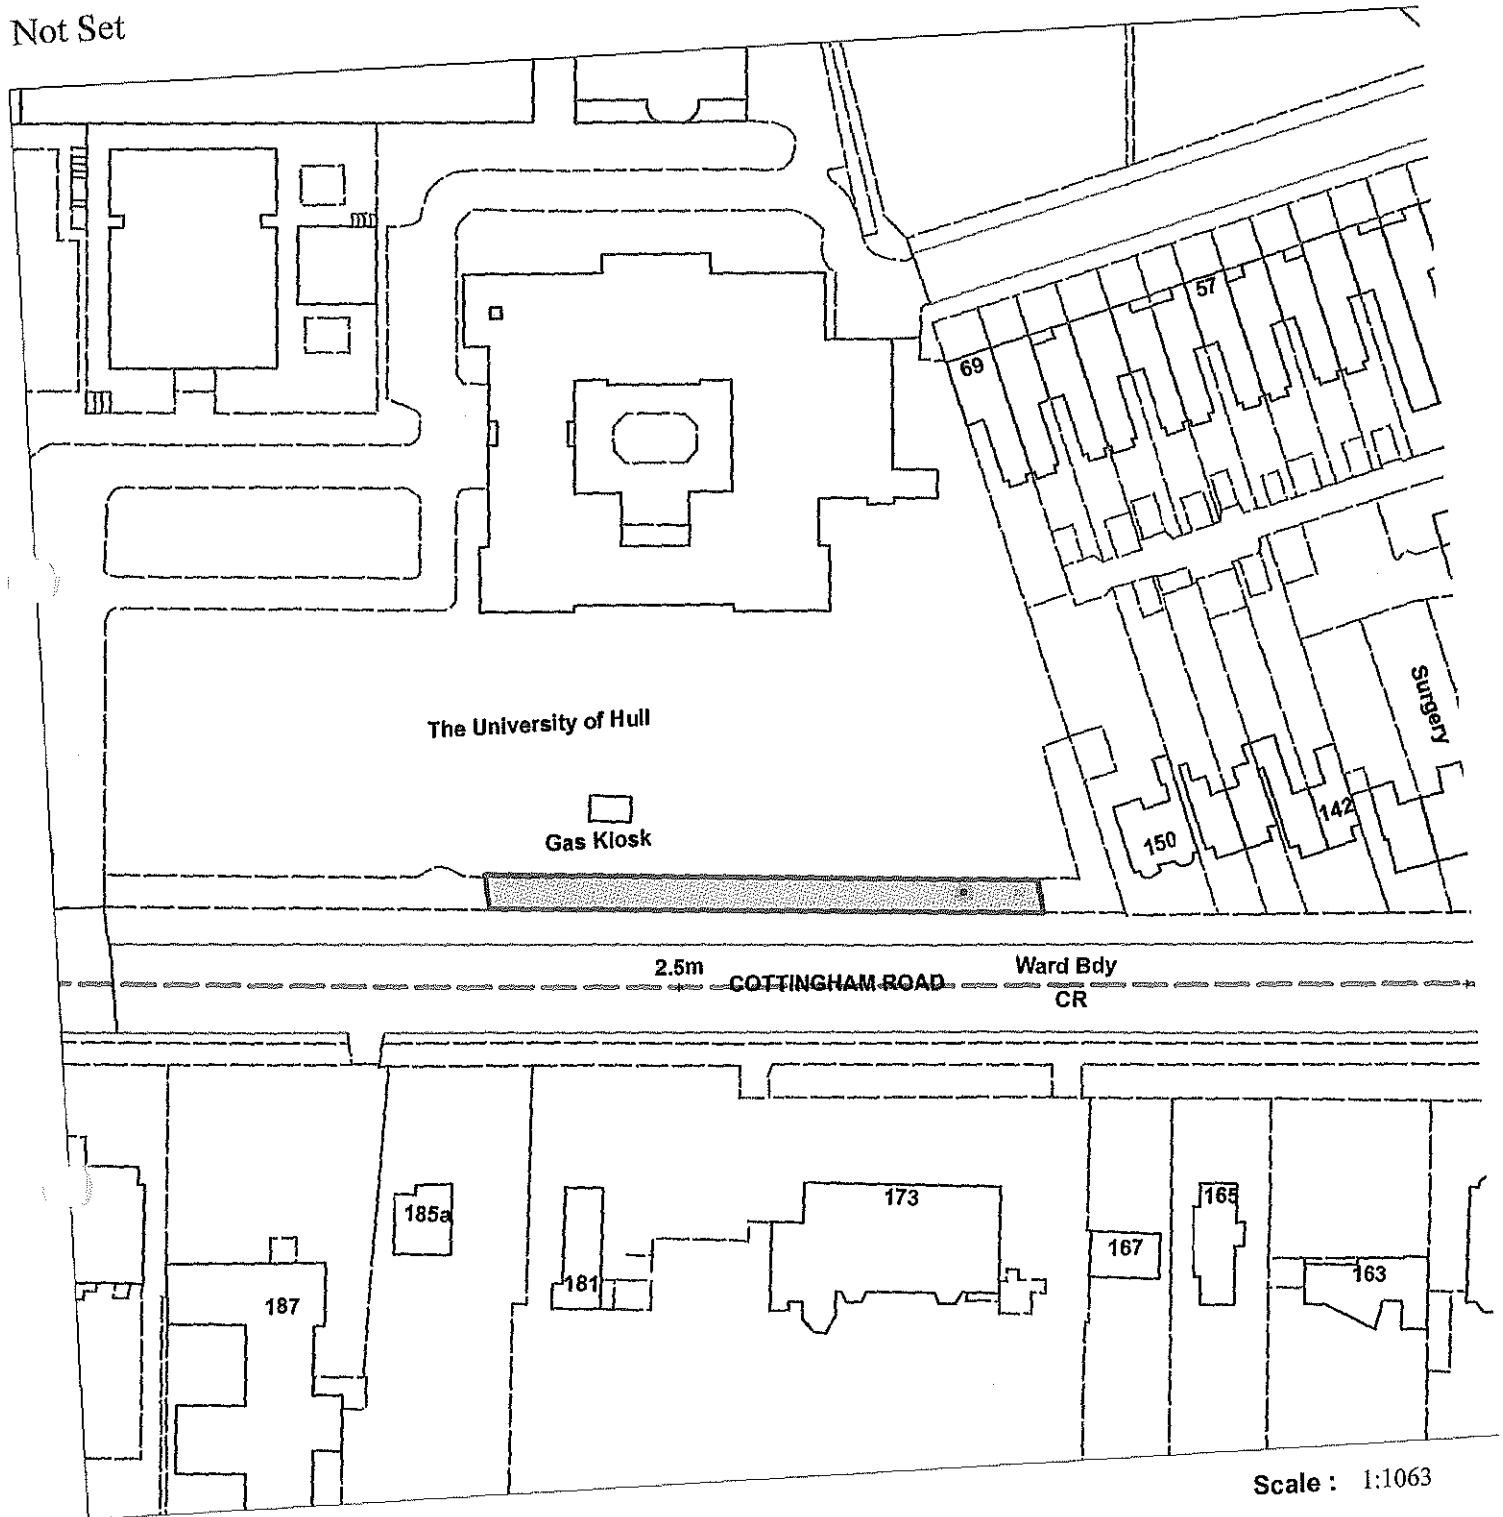 Not Set
57
69
Surgery
The University of Hull
142
150
Gas Kiosk
2.5m
Ward Bdy
COTTINGHAM ROAD
CR
173
165
185a
167
163
181
187
Scale : 1:1063